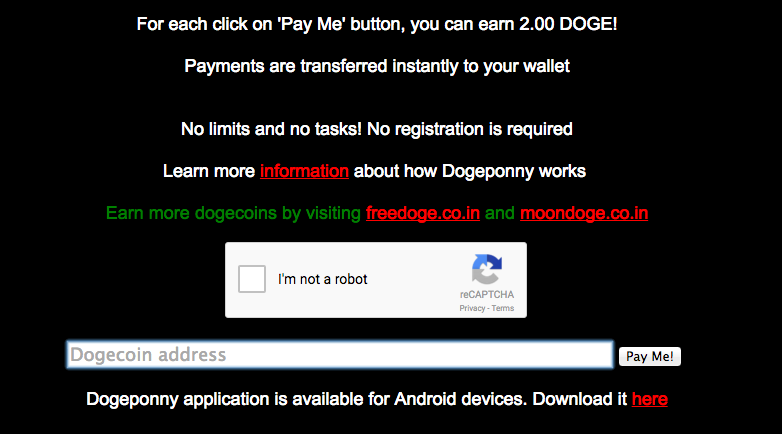 For each click on 'Pay Me' button, you can earn 2.00 DOGE!
Payments are transferred instantly to your wallet
No limits and no tasks! No registration is required
Learn more information about how Dogeponny works
Earn more dogecoins by visiting freedoge.co.in and moondoge.co.in
I'm not a robot
reCAPTCHA
Privacy - Terms
Dogecoin address
Pay Me!
Dogeponny application is available for Android devices. Download it here